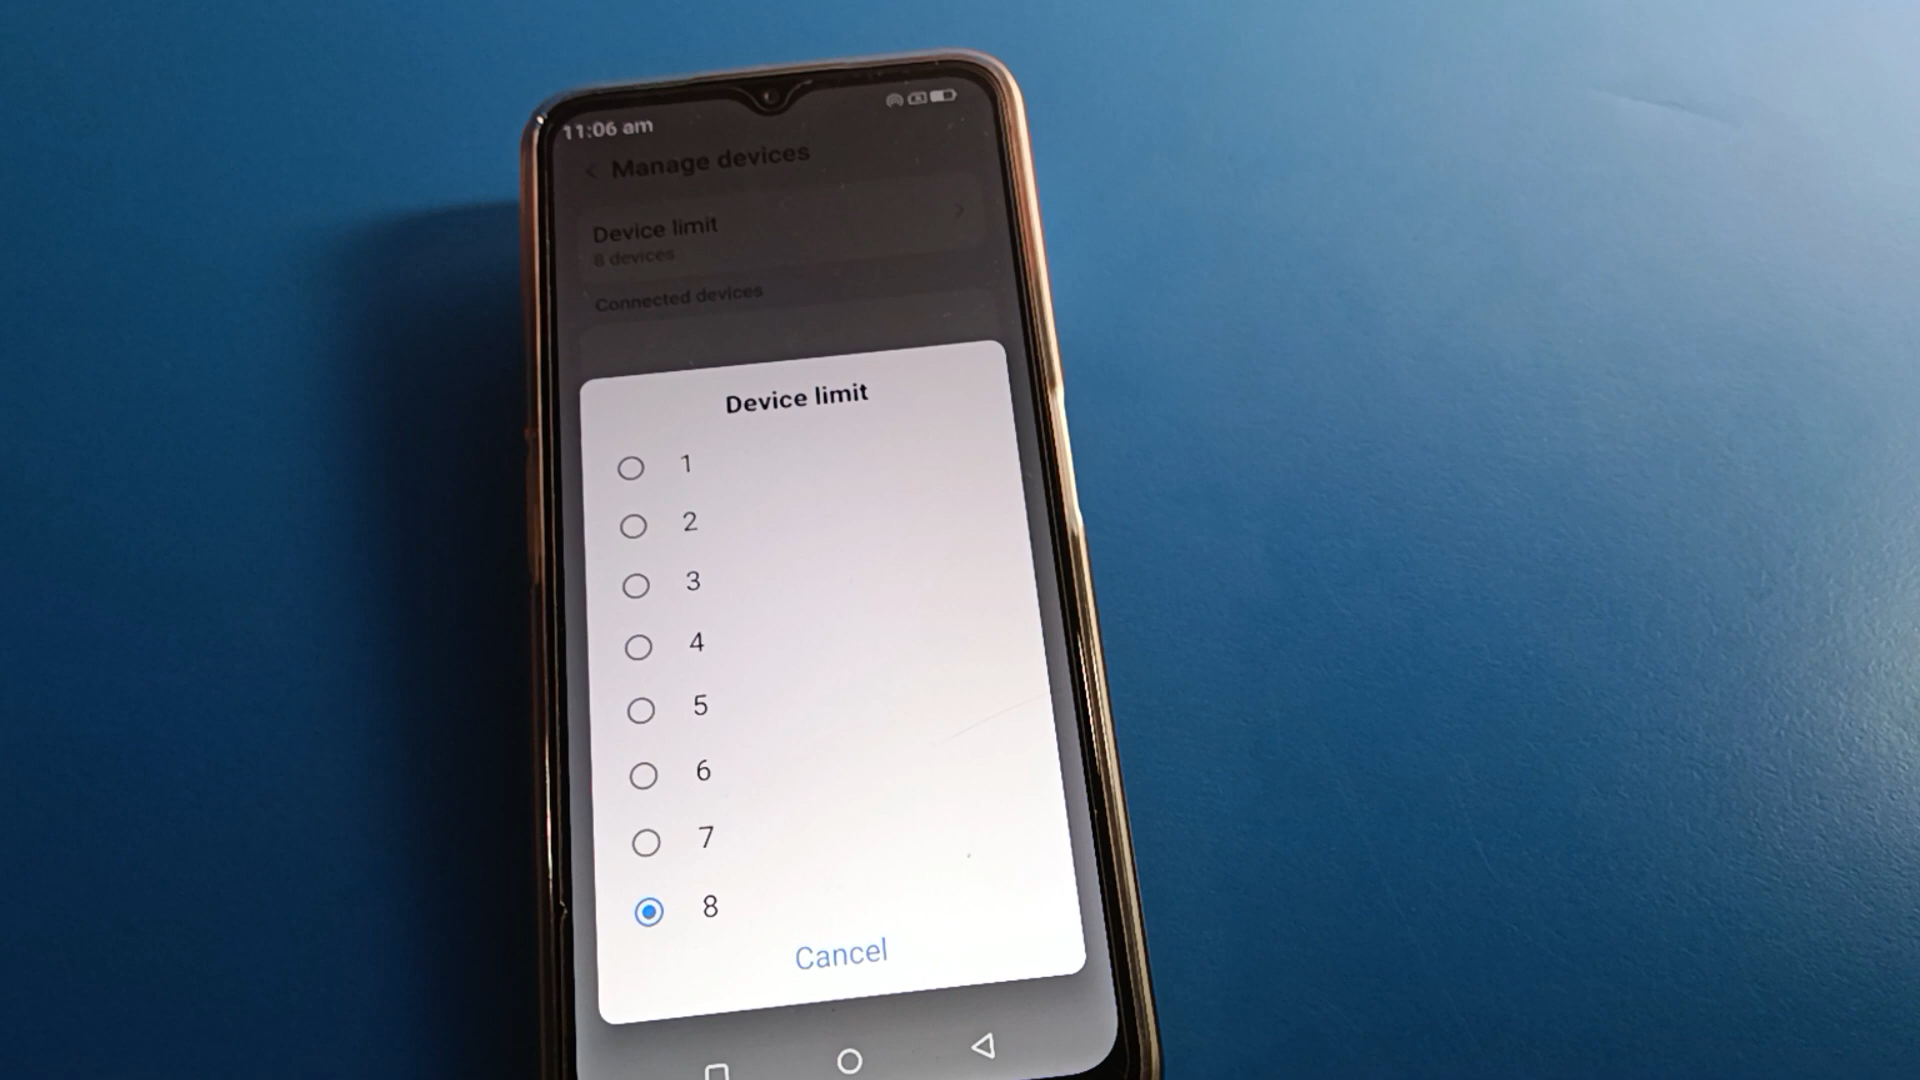 11:06 am
Manage devices
Device limit
8 devices
Connected devices
Device limit
1
2
3
4
5
6
7
8
Cancel